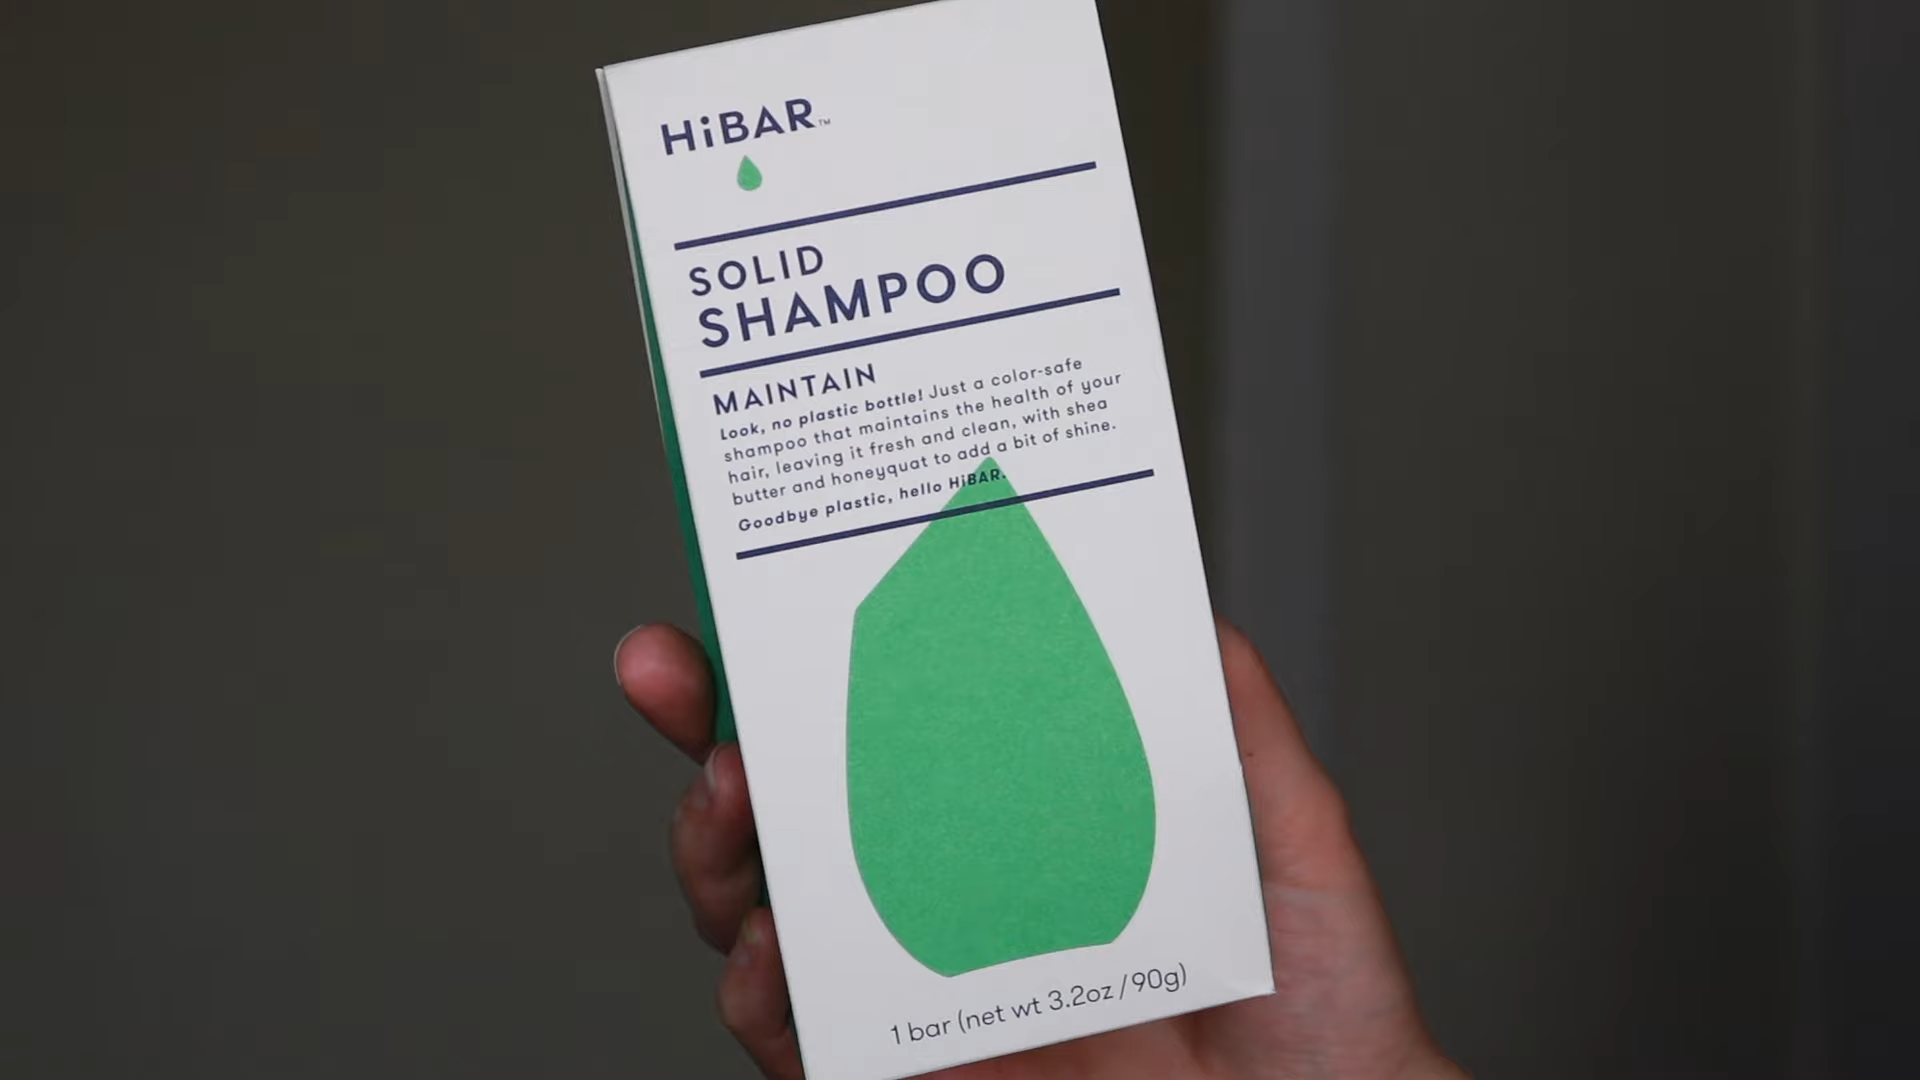 HiBAR™
SOLID
SHAMPOO
MAINTAIN
Look, no plastic bottle! Just a color-safe
shampoo that maintains the health of your
hair, leaving it fresh and clean, with shea
butter and honeyquat to add a bit of shine.
Goodbye plastic, hello HiBAR.
1 bar (net wt 3.2oz/90g)